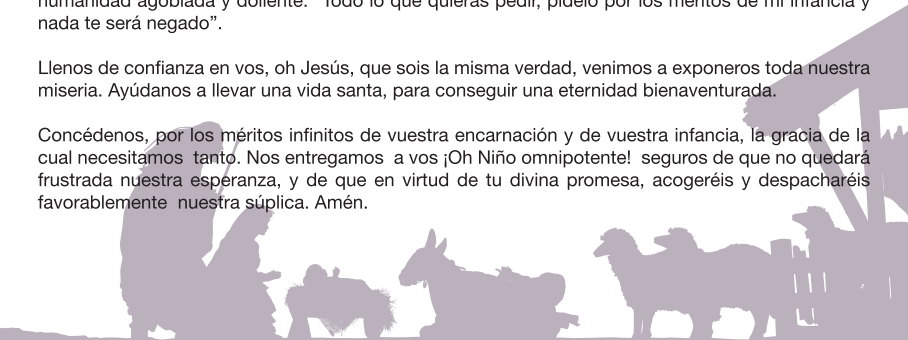 humanidad agobiada y doliente: “Todo lo que quieras pedir, pídelo por los méritos de mi infancia y
nada te será negado”.
Llenos de confianza en vos, oh Jesús, que sois la misma verdad, venimos a exponeros toda nuestra
miseria. Ayúdanos a llevar una vida santa, para conseguir una eternidad bienaventurada.
Concédenos, por los méritos infinitos de vuestra encarnación y de vuestra infancia, la gracia de la
cual necesitamos tanto. Nos entregamos a vos ¡Oh Niño omnipotente! seguros de que no quedará
frustrada nuestra esperanza, y de que en virtud de tu divina promesa, acogeréis y despacharéis
favorablemente nuestra súplica. Amén.